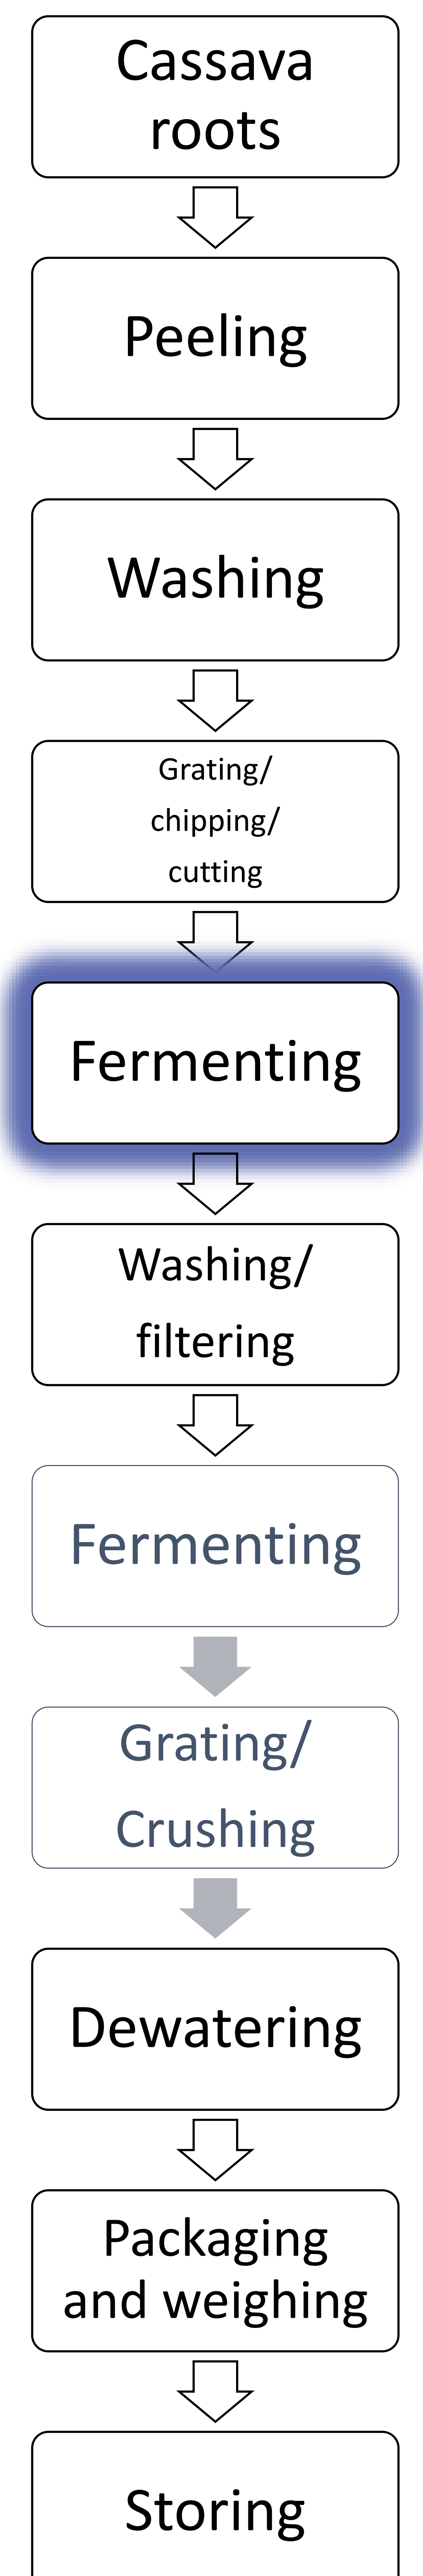 Cassava
roots
Peeling
Washing
Grating/
chipping/
cutting
Fermenting
Washing/
filtering
Fermenting
Grating/
Crushing
Dewatering
Packaging
and weighing
Storing